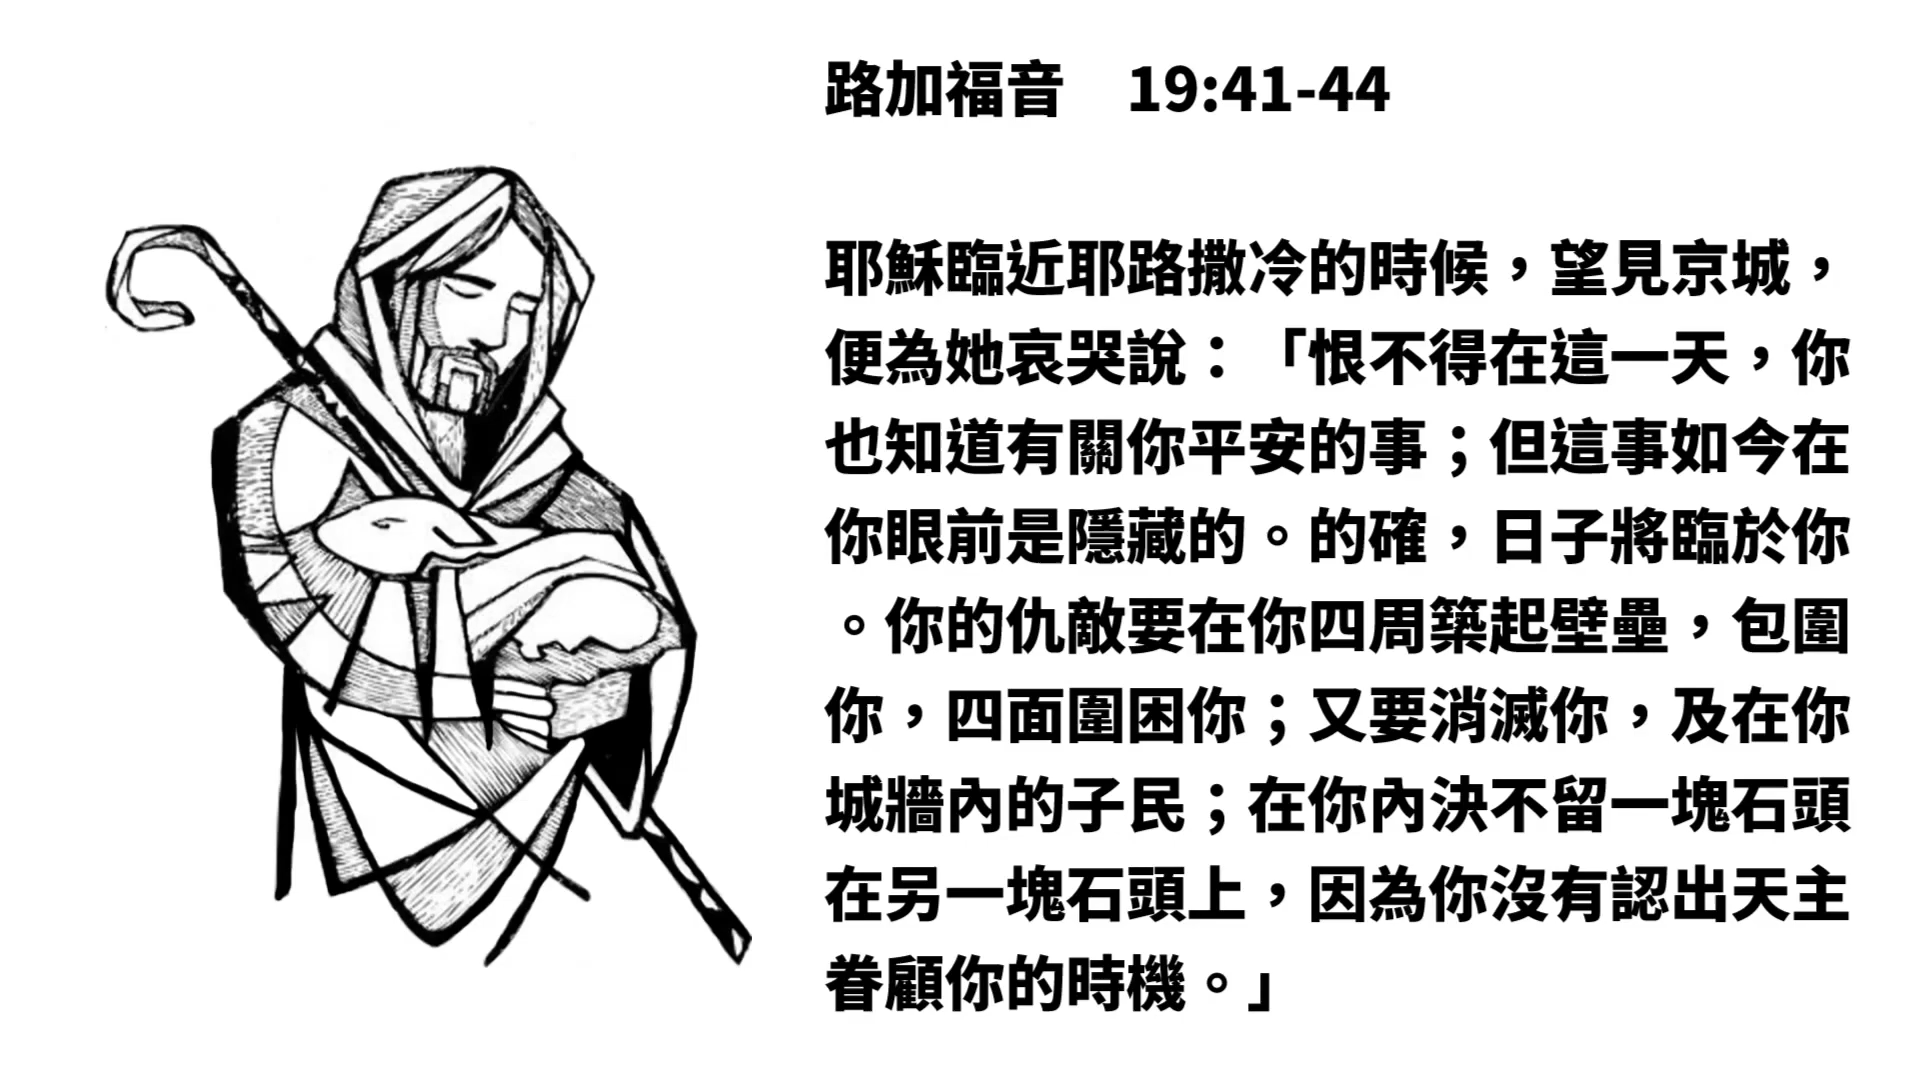 路加福音　19:41-44
耶穌臨近耶路撒冷的時候，望見京城，
便為她哀哭說：「恨不得在這一天，你
也知道有關你平安的事；但這事如今在
你眼前是隱藏的。的確，日子將臨於你
。你的仇敵要在你四周築起壁壘，包圍
你，四面圍困你；又要消滅你，及在你
城牆內的子民；在你內決不留一塊石頭
在另一塊石頭上，因為你沒有認出天主
眷顧你的時機。」